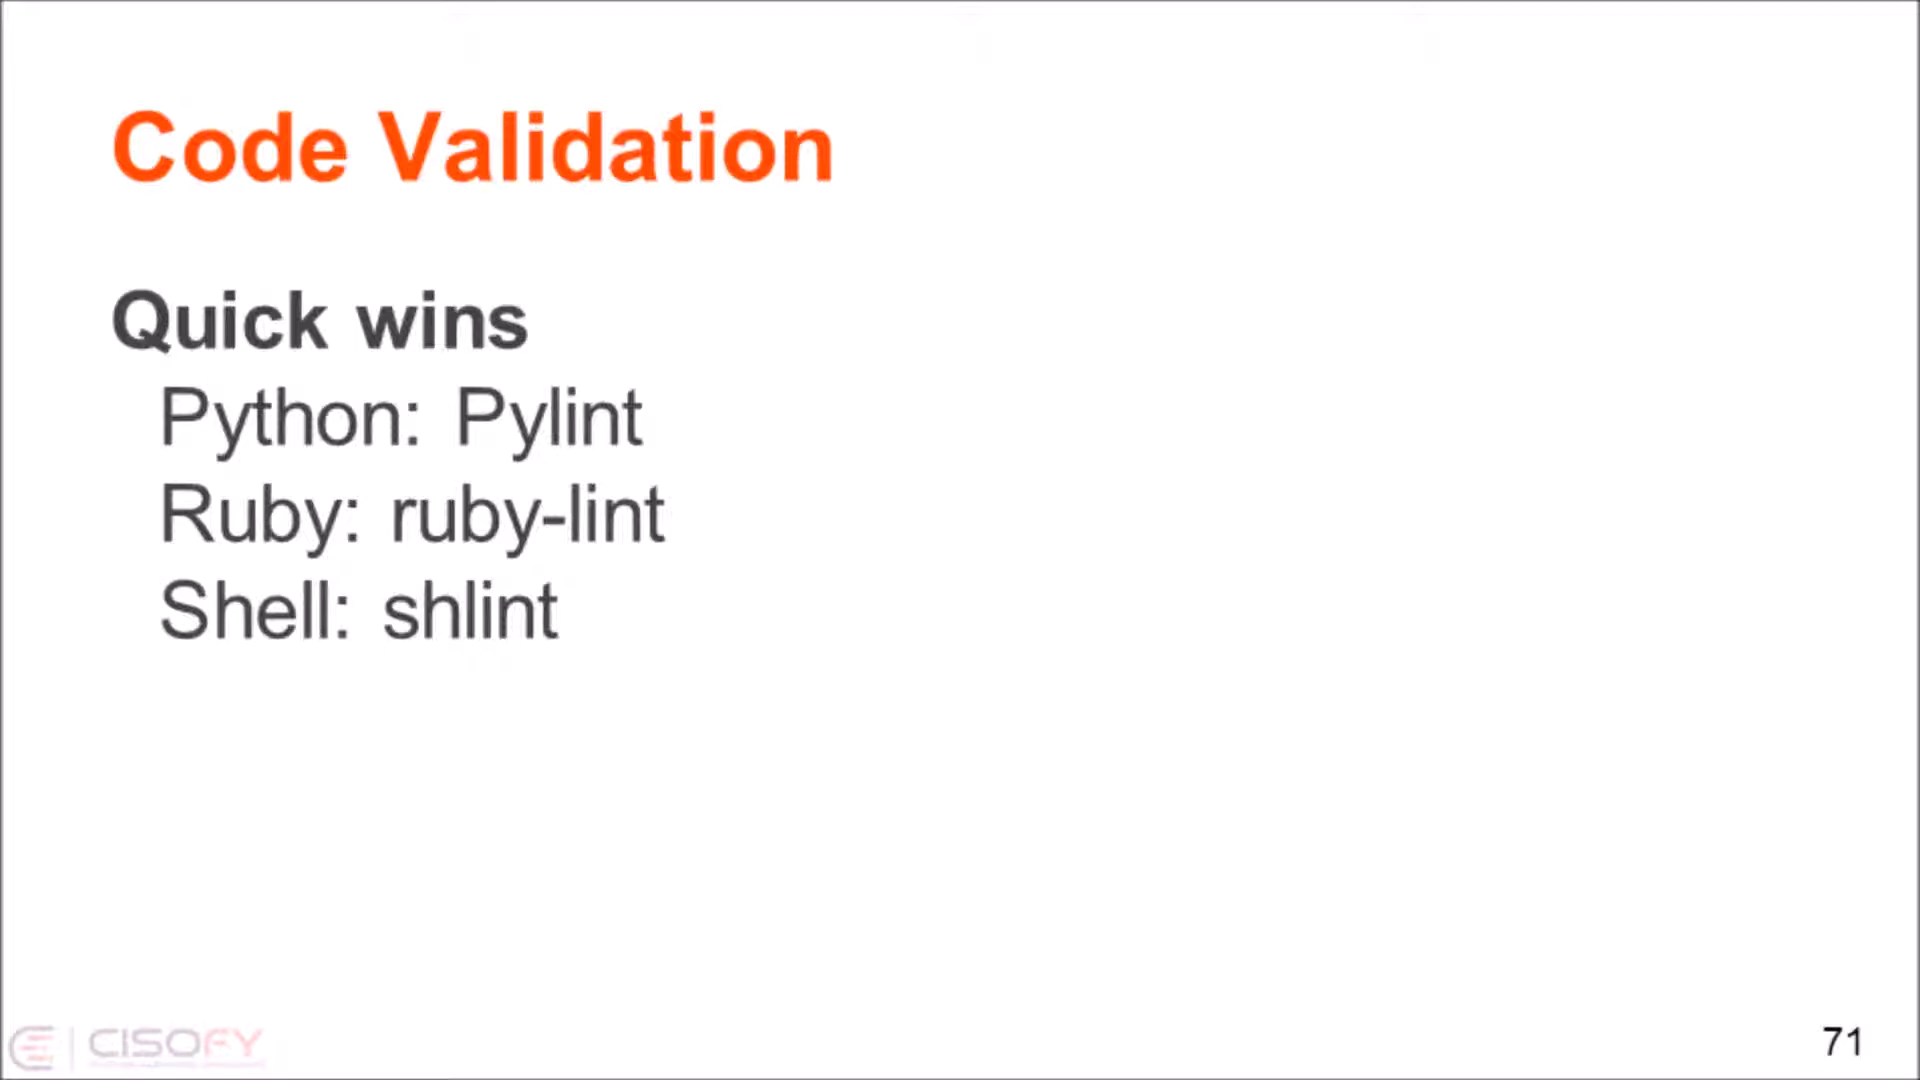 Code Validation
Quick wins
Python: Pylint
Ruby: ruby-lint
Shell: shlint
CISOFY
71